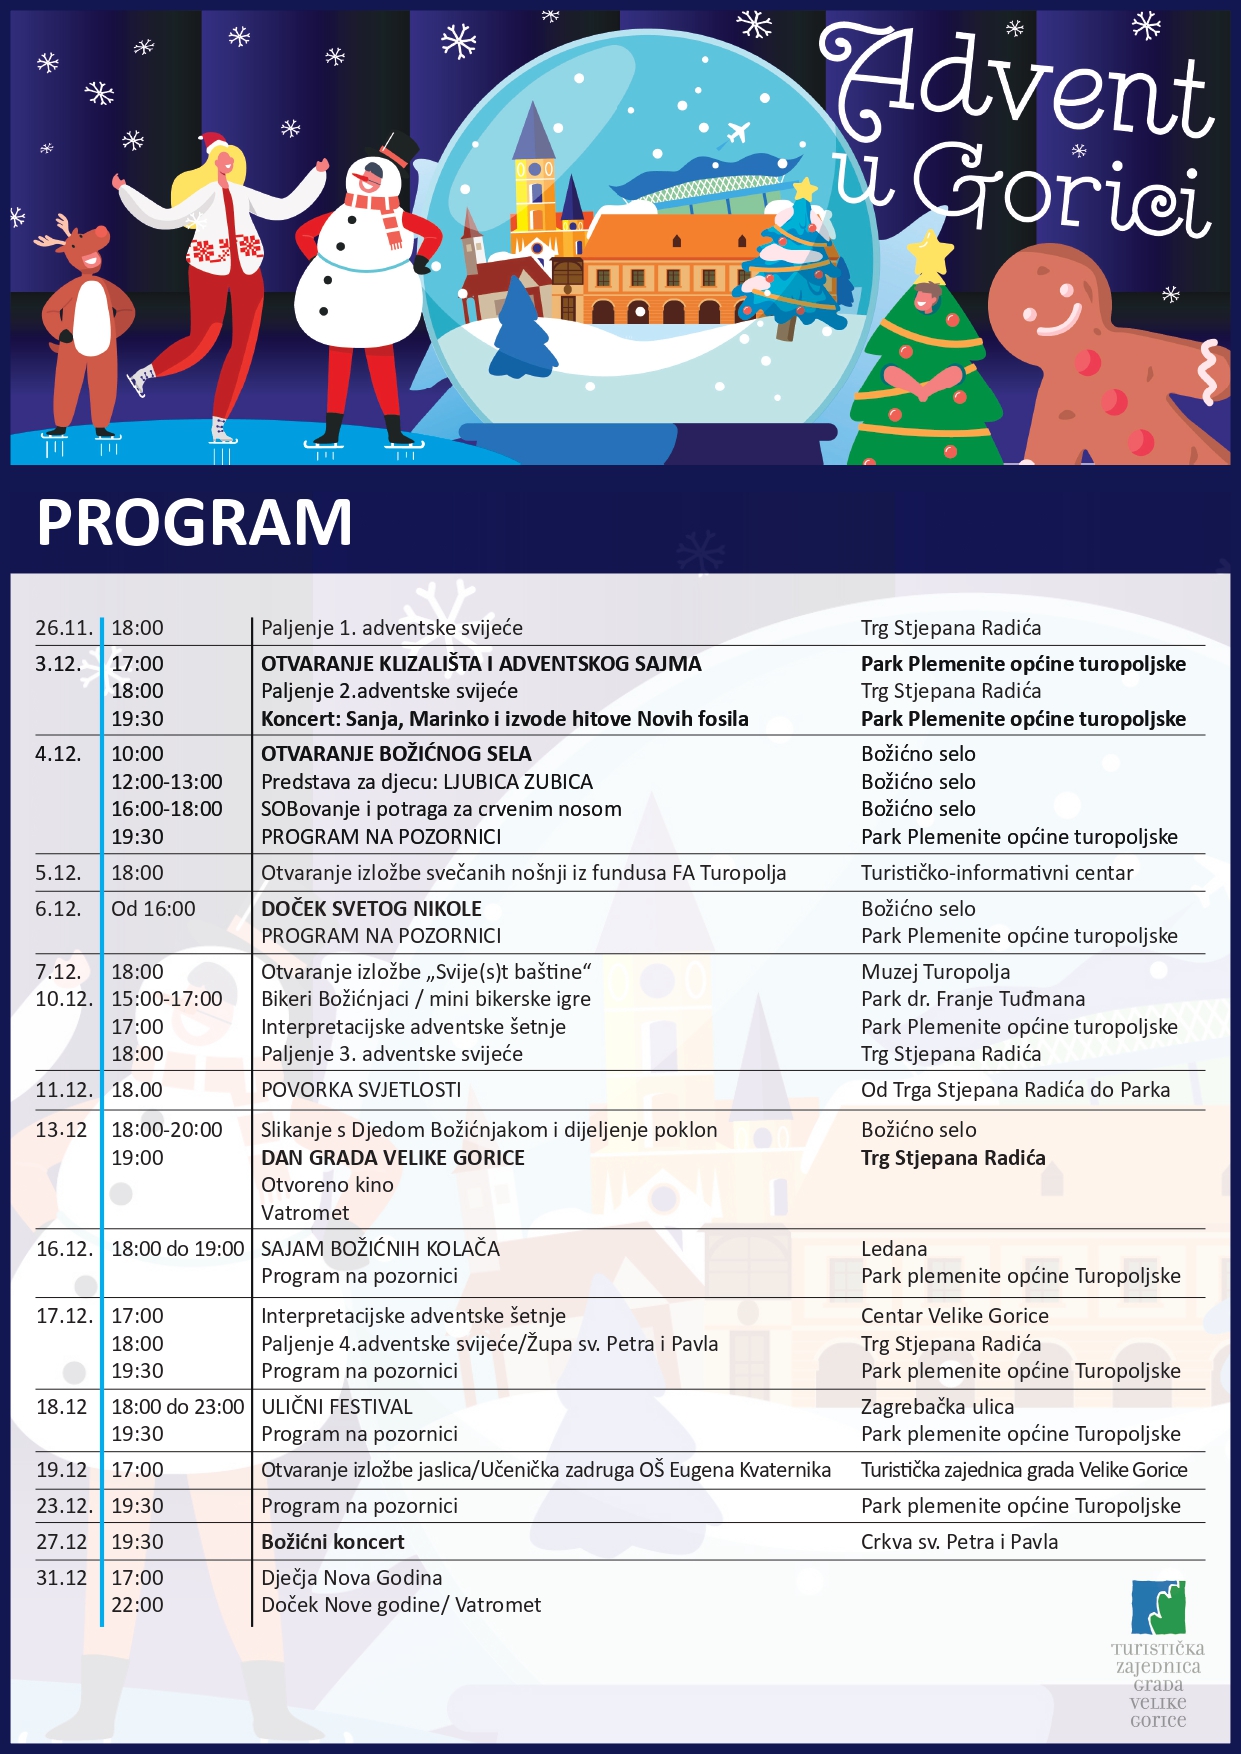 Advent
u Gorici
PROGRAM
26.11. 18:00 Paljenje 1. adventske svijeće Trg Stjepana Radića
3.12. 17:00 OTVARANJE KLIZALIŠTA I ADVENTSKOG SAJMA Park Plemenite općine turopoljske
18:00 Paljenje 2.adventske svijeće Trg Stjepana Radića
19:30 Koncert: Sanja, Marinko i izvode hitove Novih fosila Park Plemenite općine turopoljske
4.12. 10:00 OTVARANJE BOŽIĆNOG SELA Božićno selo
12:00-13:00 Predstava za djecu: LJUBICA ZUBICA Božićno selo
16:00-18:00 SOBovanje i potraga za crvenim nosom Božićno selo
19:30 PROGRAM NA POZORNICI Park Plemenite općine turopoljske
5.12. 18:00 Otvaranje izložbe svečanih nošnji iz fundusa FA Turopolja Turističko-informativni centar
6.12. Od 16:00 DOČEK SVETOG NIKOLE Božićno selo
PROGRAM NA POZORNICI Park Plemenite općine turopoljske
7.12. 18:00 Otvaranje izložbe „Svije(s)t baštine“ Muzej Turopolja
10.12. 15:00-17:00 Bikeri Božićnjaci / mini bikerske igre Park dr. Franje Tuđmana
17:00 Interpretacijske adventske šetnje Park Plemenite općine turopoljske
18:00 Paljenje 3. adventske svijeće Trg Stjepana Radića
11.12. 18.00 POVORKA SVJETLOSTI Od Trga Stjepana Radića do Parka
13.12 18:00-20:00 Slikanje s Djedom Božićnjakom i dijeljenje poklon Božićno selo
19:00 DAN GRADA VELIKE GORICE Trg Stjepana Radića
Otvoreno kino
Vatromet
16.12. 18:00 do 19:00 SAJAM BOŽIĆNIH KOLAČA Ledana
Program na pozornici Park plemenite općine Turopoljske
17.12. 17:00 Interpretacijske adventske šetnje Centar Velike Gorice
18:00 Paljenje 4.adventske svijeće/Župa sv. Petra i Pavla Trg Stjepana Radića
19:30 Program na pozornici Park plemenite općine Turopoljske
18.12 18:00 do 23:00 ULIČNI FESTIVAL Zagrebačka ulica
19:30 Program na pozornici Park plemenite općine Turopoljske
19.12 17:00 Otvaranje izložbe jaslica/Učenička zadruga OŠ Eugena Kvaternika Turistička zajednica grada Velike Gorice
23.12. 19:30 Program na pozornici Park plemenite općine Turopoljske
27.12 19:30 Božićni koncert Crkva sv. Petra i Pavla
31.12 17:00 Dječja Nova Godina
22:00 Doček Nove godine/ Vatromet
TURISTIČKA
ZAJEDNICA
GRADA
VELIKE
GORICE